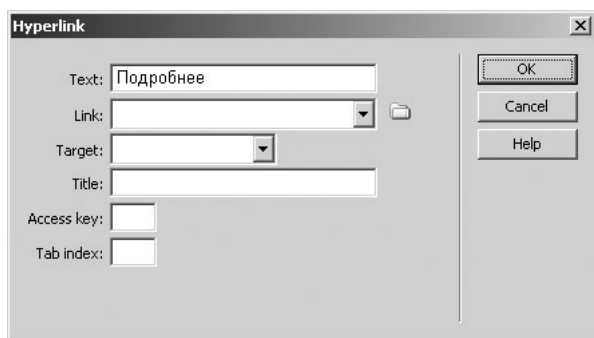 Hyperlink
Text: Подробнее
Link:
Target:
Title:
Access key:
Tab index:
OK
Cancel
Help